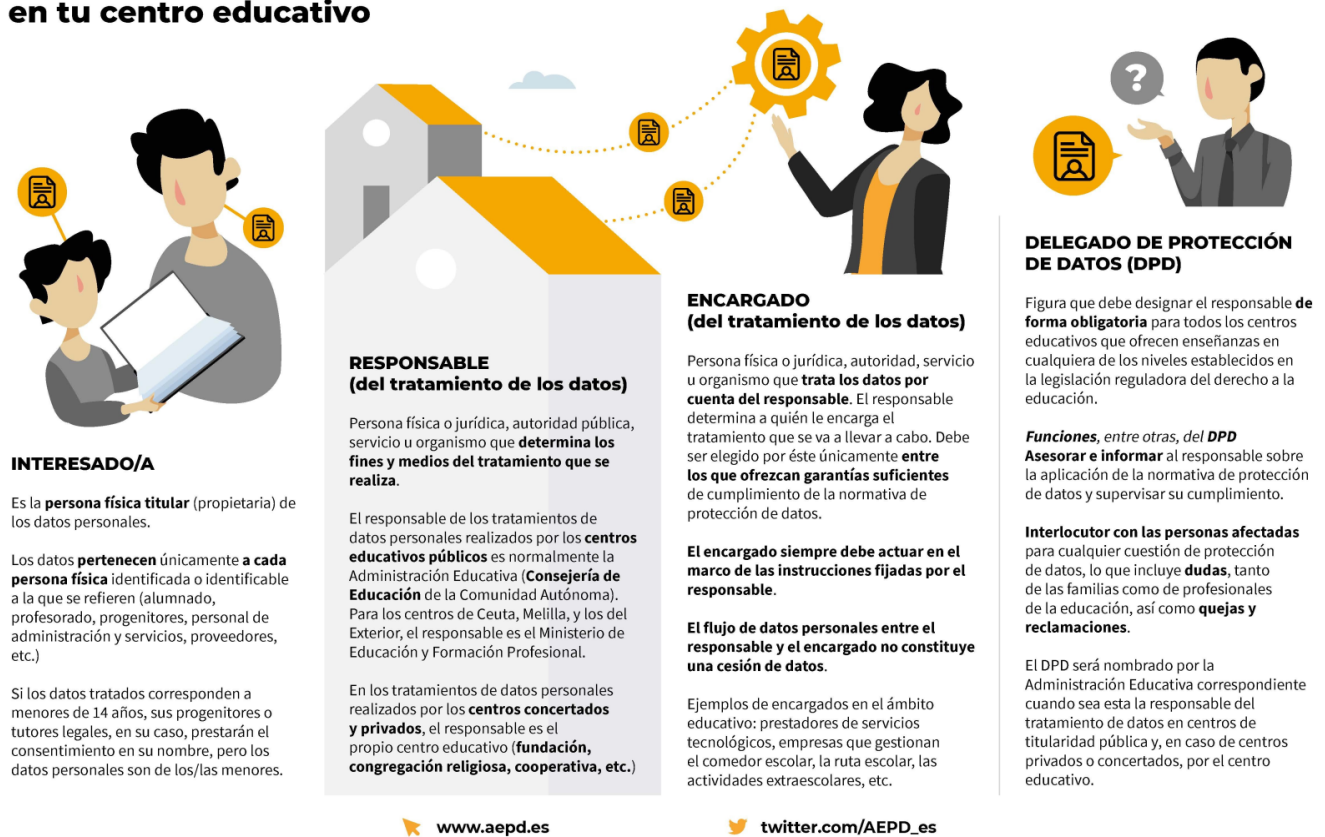 en tu centro educativo
?
INTERESADO/A
Es la persona física titular (propietaria) de
los datos personales.
Los datos pertenecen únicamente a cada
persona física identificada o identificable
a la que se refieren (alumnado,
profesorado, progenitores, personal de
administración y servicios, proveedores,
etc.)
Si los datos tratados corresponden a
menores de 14 años, sus progenitores o
tutores legales, en su caso, prestarán el
consentimiento en su nombre, pero los
datos personales son de los/las menores.
RESPONSABLE
(del tratamiento de los datos)
Persona física o jurídica, autoridad pública,
servicio u organismo que determina los
fines y medios del tratamiento que se
realiza.
El responsable de los tratamientos de
datos personales realizados por los centros
educativos públicos es normalmente la
Administración Educativa (Consejería de
Educación de la Comunidad Autónoma).
Para los centros de Ceuta, Melilla, y los del
Exterior, el responsable es el Ministerio de
Educación y Formación Profesional.
En los tratamientos de datos personales
realizados por los centros concertados
y privados, el responsable es el
propio centro educativo (fundación,
congregación religiosa, cooperativa, etc.)
ENCARGADO
(del tratamiento de los datos)
Persona física o jurídica, autoridad, servicio
u organismo que trata los datos por
cuenta del responsable. El responsable
determina a quién le encarga el
tratamiento que se va a llevar a cabo. Debe
ser elegido por éste únicamente entre
los que ofrezcan garantías suficientes
de cumplimiento de la normativa de
protección de datos.
El encargado siempre debe actuar en el
marco de las instrucciones fijadas por el
responsable.
El flujo de datos personales entre el
responsable y el encargado no constituye
una cesión de datos.
Ejemplos de encargados en el ámbito
educativo: prestadores de servicios
tecnológicos, empresas que gestionan
el comedor escolar, la ruta escolar, las
actividades extraescolares, etc.
DELEGADO DE PROTECCIÓN
DE DATOS (DPD)
Figura que debe designar el responsable de
forma obligatoria para todos los centros
educativos que ofrecen enseñanzas en
cualquiera de los niveles establecidos en
la legislación reguladora del derecho a la
educación.
Funciones, entre otras, del DPD
Asesorar e informar al responsable sobre
la aplicación de la normativa de protección
de datos y supervisar su cumplimiento.
Interlocutor con las personas afectadas
para cualquier cuestión de protección
de datos, lo que incluye dudas, tanto
de las familias como de profesionales
de la educación, así como quejas y
reclamaciones.
El DPD será nombrado por la
Administración Educativa correspondiente
cuando sea esta la responsable del
tratamiento de datos en centros de
titularidad pública y, en caso de centros
privados o concertados, por el centro
educativo.
www.aepd.es
twitter.com/AEPD_es